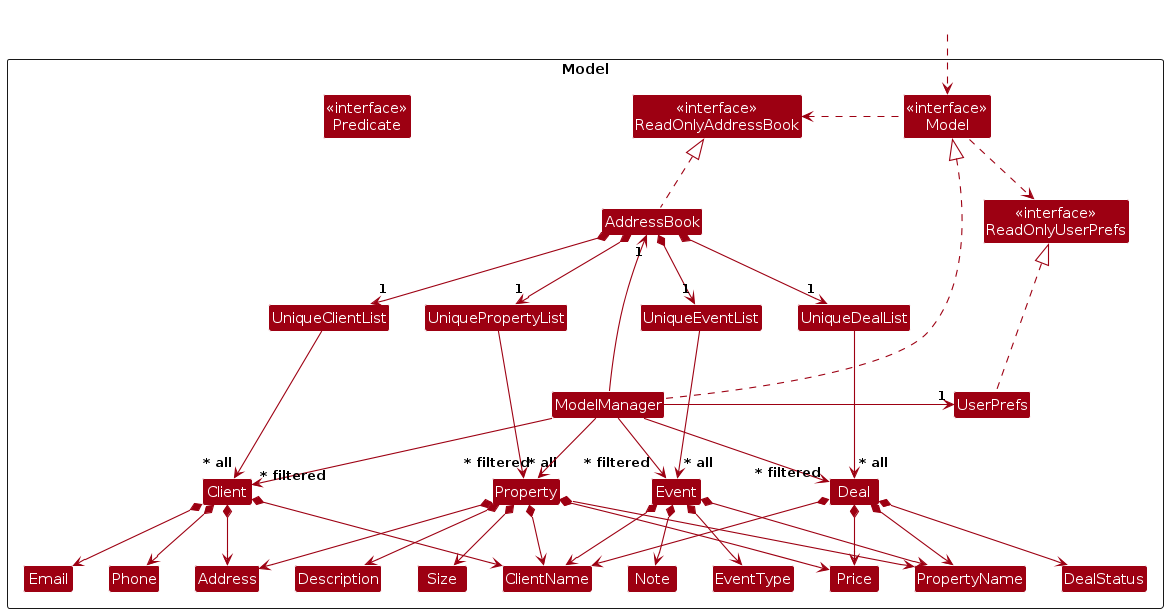 Model
«interface»
Predicate
«interface»
ReadOnlyAddressBook
«interface»
Model
«interface»
ReadOnlyUserPrefs
AddressBook
1
1
1
1
1
UniqueClientList
UniquePropertyList
UniqueEventList
UniqueDealList
ModelManager
1
UserPrefs
* all
* filtered
* filtered
* all
* filtered
* all
* filtered
* all
Client
Property
Event
Deal
Email
Phone
Address
Description
Size
ClientName
Note
EventType
Price
PropertyName
DealStatus